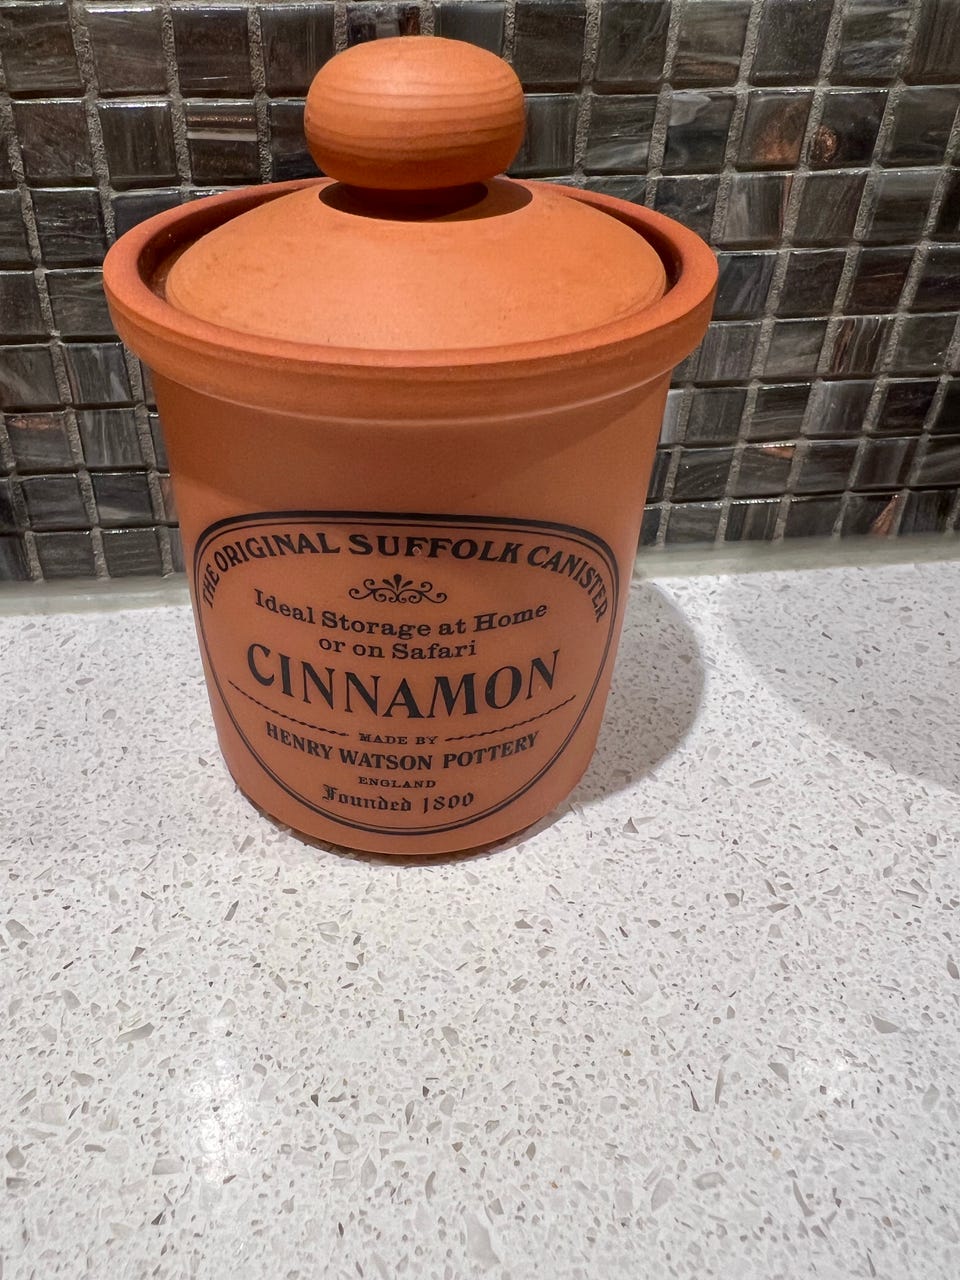 THE ORIGINAL SUFFOLK CANISTER
Ideal Storage at Home
or on Safari
CINNAMON
MADE BY
HENRY WATSON POTTERY
ENGLAND
Founded 1800